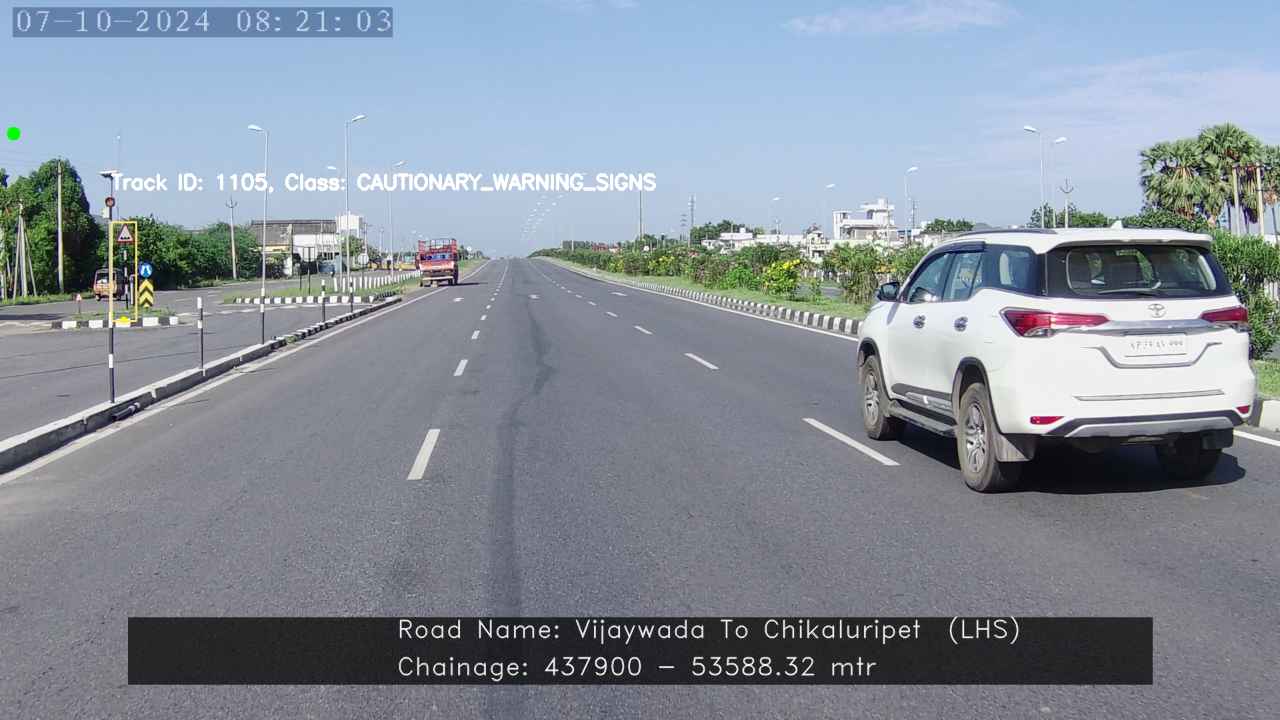 07-10-2024 08:21:03
Track ID: 1105, Class: CAUTIONARY_WARNING_SIGNS
Road Name: Vijaywada To Chikaluripet (LHS)
Chainage: 437900 - 53588.32 mtr